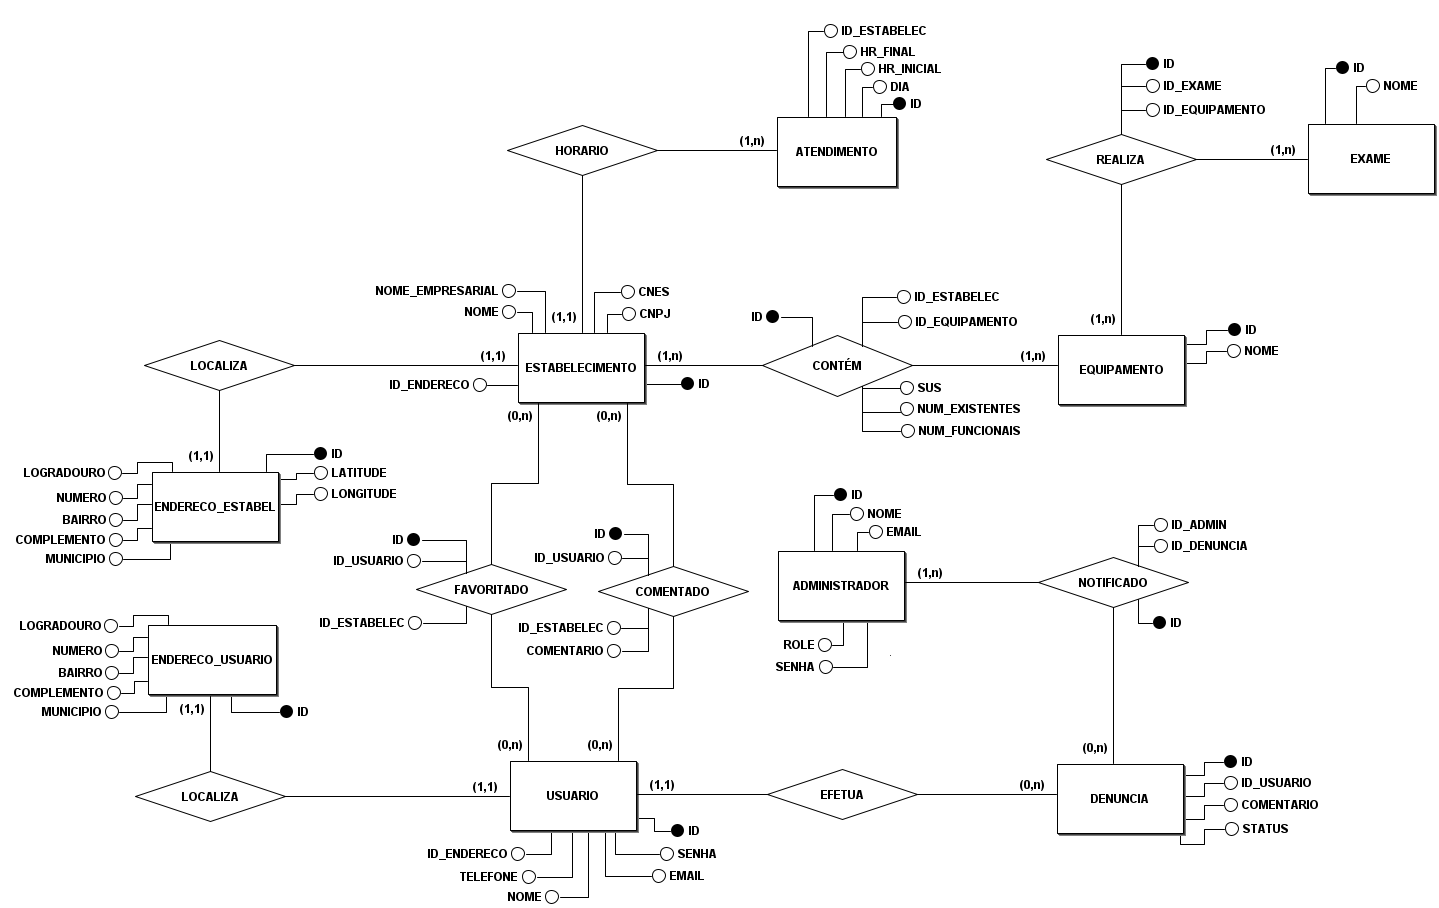 ID_ESTABELEC
HR_FINAL
HR_INICIAL
DIA
ID
HORARIO
(1,n)
ATENDIMENTO
ID
ID_EXAME
ID_EQUIPAMENTO
REALIZA
(1,n)
ID
NOME
EXAME
NOME_EMPRESARIAL
NOME
(1,1)
CNES
CNPJ
LOCALIZA
(1,1)
ESTABELECIMENTO
ID_ENDERECO
(1,n)
ID
ID
ID_ESTABELEC
ID_EQUIPAMENTO
CONTÉM
SUS
NUM_EXISTENTES
NUM_FUNCIONAIS
(1,n)
(1,n)
EQUIPAMENTO
ID
NOME
(0,n)
(0,n)
(1,1)
LOGRADOURO
NUMERO
BAIRRO
COMPLEMENTO
MUNICIPIO
ENDERECO_ESTABEL
ID
LATITUDE
LONGITUDE
ID
ID_USUARIO
FAVORITADO
ID_ESTABELEC
ID
ID_USUARIO
COMENTADO
ID_ESTABELEC
COMENTARIO
ID
NOME
EMAIL
ADMINISTRADOR
(1,n)
ROLE
SENHA
ID_ADMIN
ID_DENUNCIA
NOTIFICADO
ID
LOGRADOURO
NUMERO
BAIRRO
COMPLEMENTO
MUNICIPIO
ENDERECO_USUARIO
(1,1)
ID
LOCALIZA
(1,1)
(0,n)
(0,n)
USUARIO
(1,1)
ID
SENHA
EMAIL
ID_ENDERECO
TELEFONE
NOME
EFETUA
(0,n)
(0,n)
DENUNCIA
ID
ID_USUARIO
COMENTARIO
STATUS